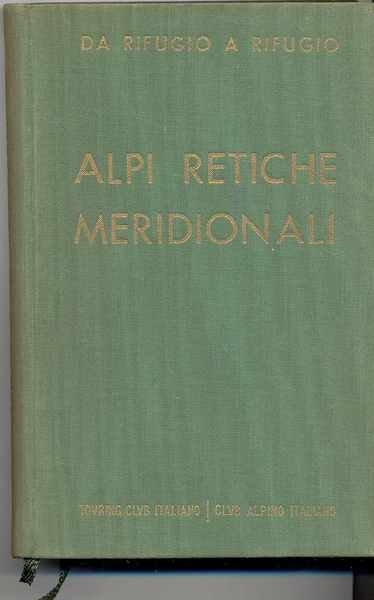 DA RIFUGIO A RIFUGIO
ALPI RETICHE
MERIDIONALI
TOVRING CLVB ITALIANO | CLVB ALPINO ITALIANO